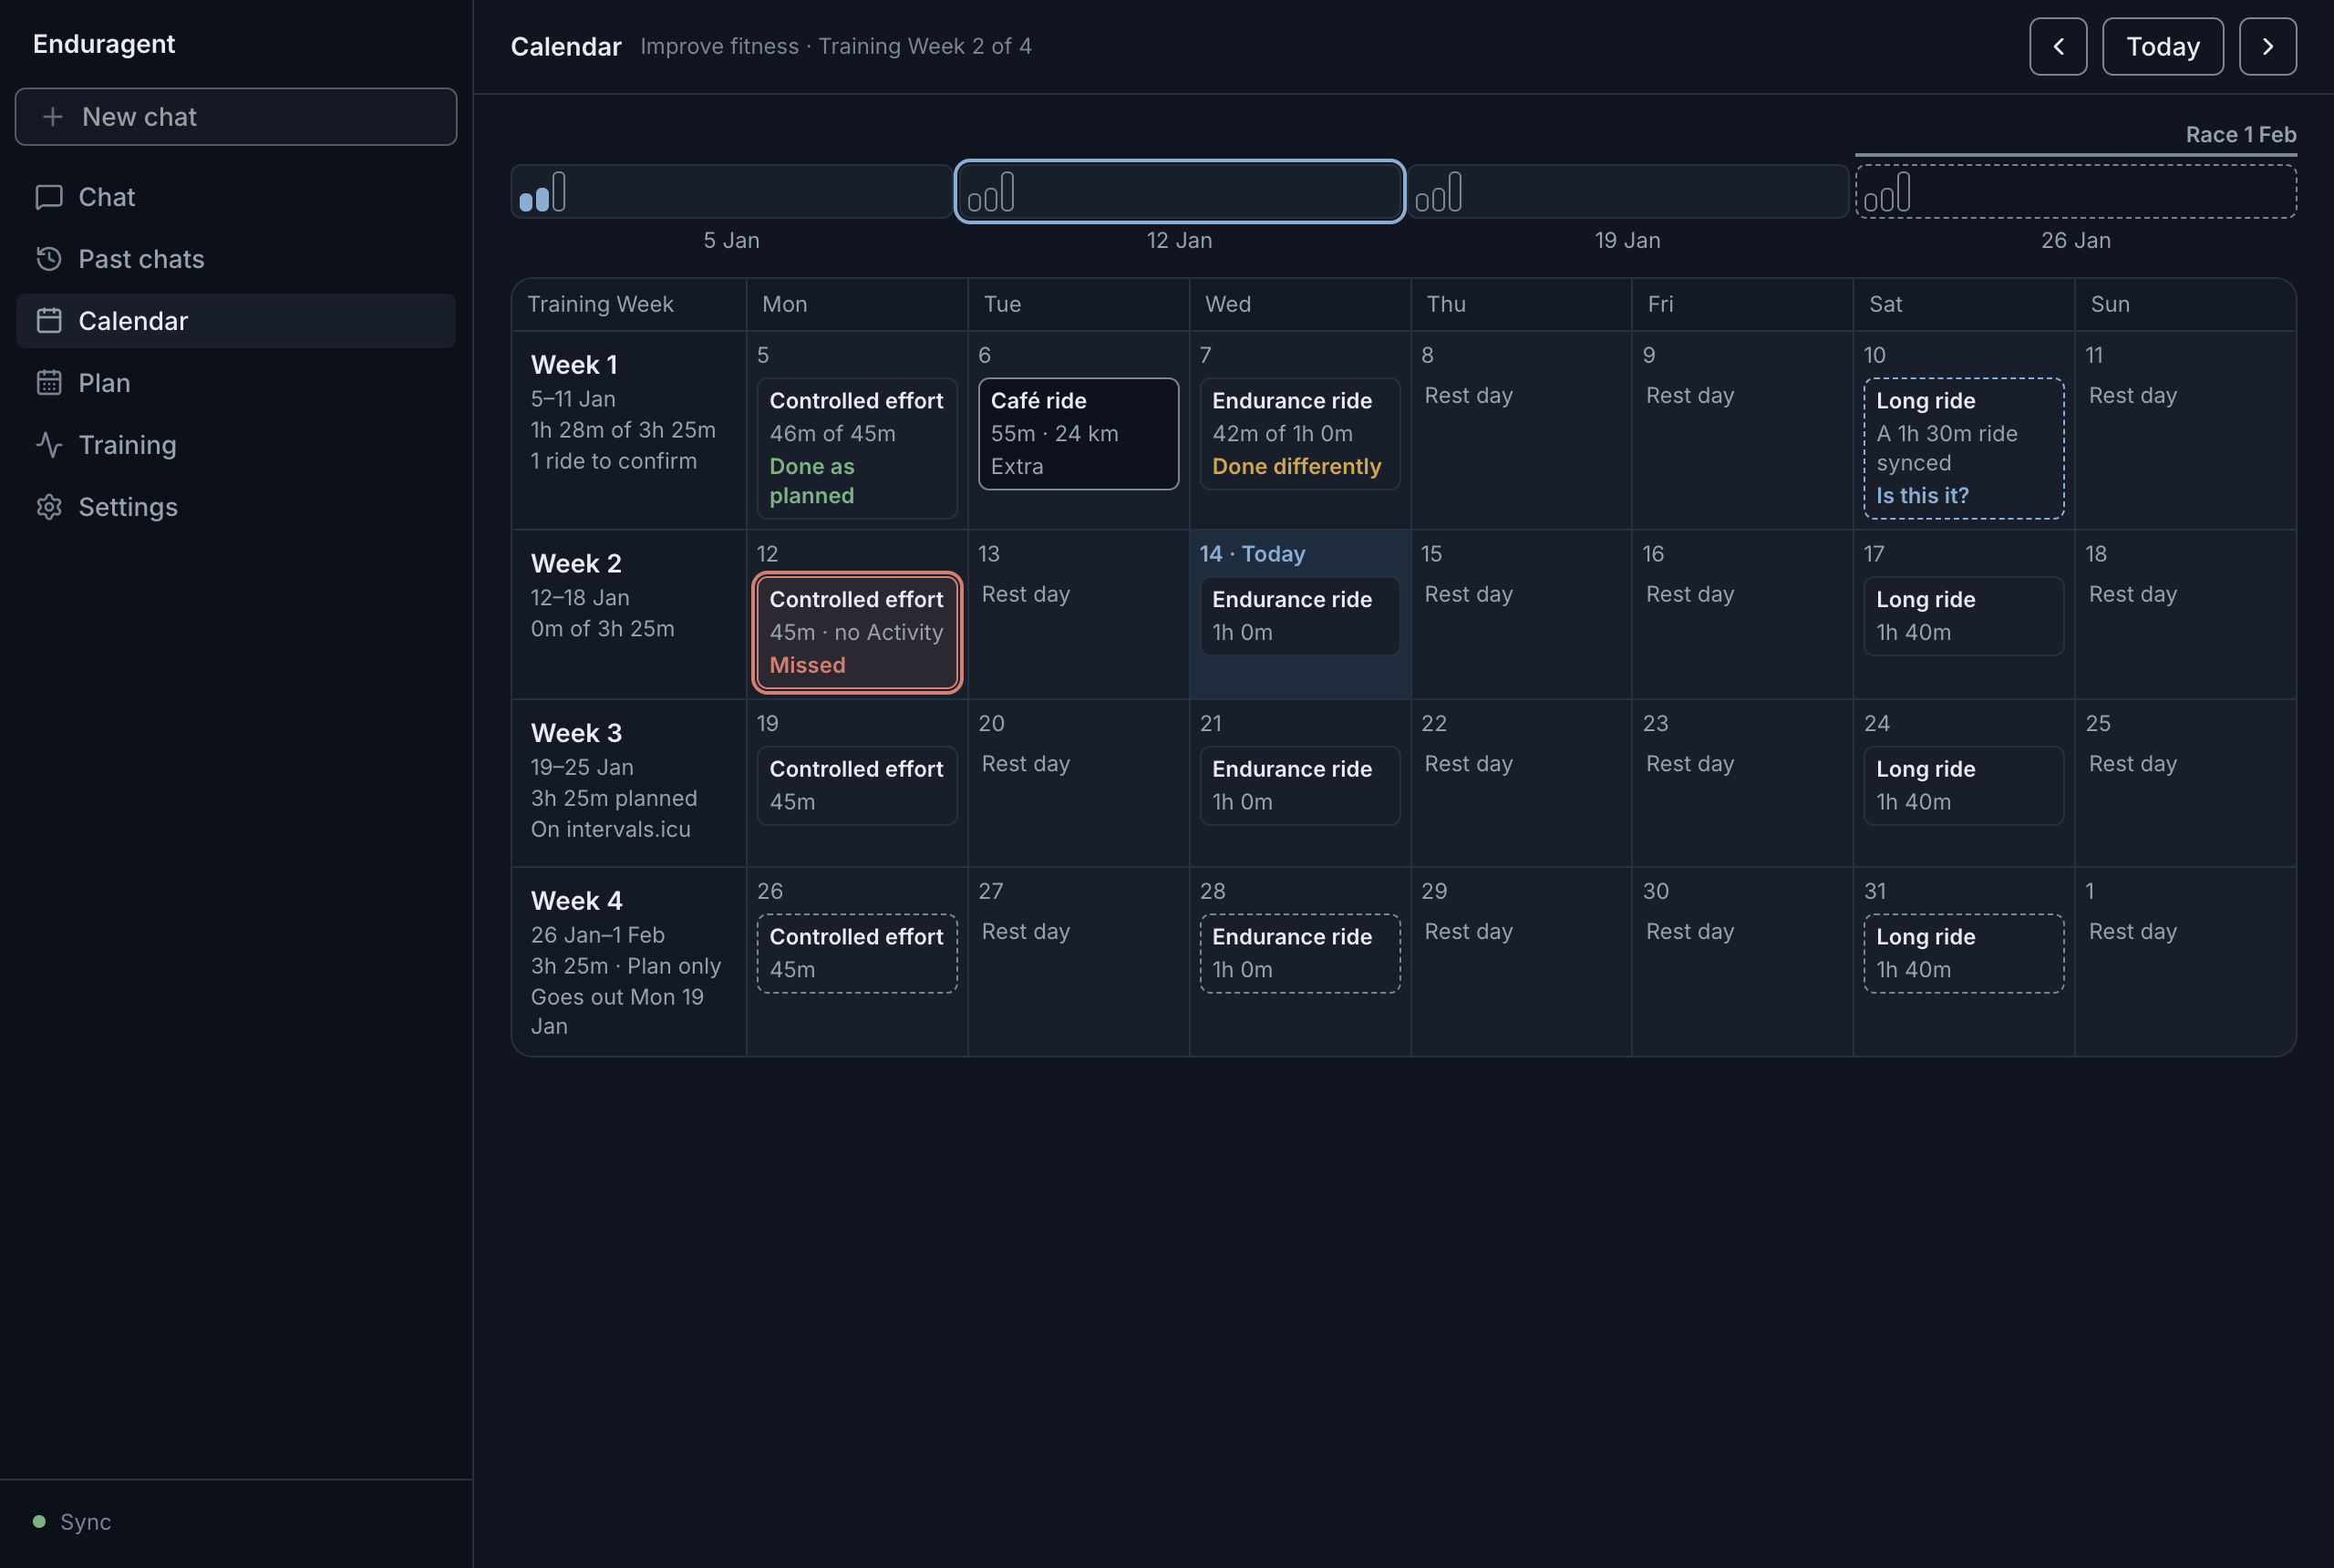 Enduragent
New chat
Chat
Past chats
Calendar
Plan
Training
Settings
Sync
Calendar Improve fitness · Training Week 2 of 4
Today
Race 1 Feb
5 Jan
12 Jan
19 Jan
26 Jan
Training Week Mon Tue Wed Thu Fri Sat Sun
Week 1
5–11 Jan
1h 28m of 3h 25m
1 ride to confirm
5
Controlled effort
46m of 45m
Done as
planned
6
Café ride
55m · 24 km
Extra
7
Endurance ride
42m of 1h 0m
Done differently
8
Rest day
9
Rest day
10
Long ride
A 1h 30m ride
synced
Is this it?
11
Rest day
Week 2
12–18 Jan
0m of 3h 25m
12
Controlled effort
45m · no Activity
Missed
13
Rest day
14 · Today
Endurance ride
1h 0m
15
Rest day
16
Rest day
17
Long ride
1h 40m
18
Rest day
Week 3
19–25 Jan
3h 25m planned
On intervals.icu
19
Controlled effort
45m
20
Rest day
21
Endurance ride
1h 0m
22
Rest day
23
Rest day
24
Long ride
1h 40m
25
Rest day
Week 4
26 Jan–1 Feb
3h 25m · Plan only
Goes out Mon 19
Jan
26
Controlled effort
45m
27
Rest day
28
Endurance ride
1h 0m
29
Rest day
30
Rest day
31
Long ride
1h 40m
1
Rest day